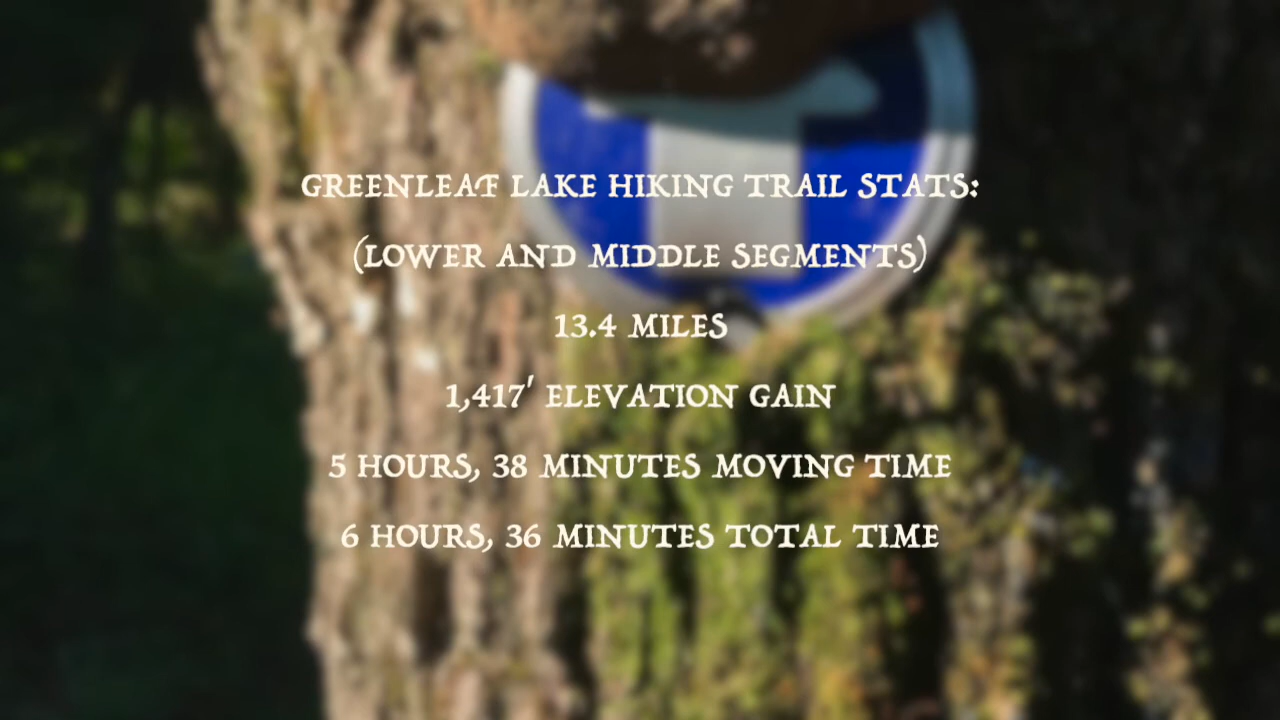 GREENLEAF LAKE HIKING TRAIL STATS:
(LOWER AND MIDDLE SEGMENTS)
13.4 MILES
1,417' ELEVATION GAIN
5 HOURS, 38 MINUTES MOVING TIME
6 HOURS, 36 MINUTES TOTAL TIME